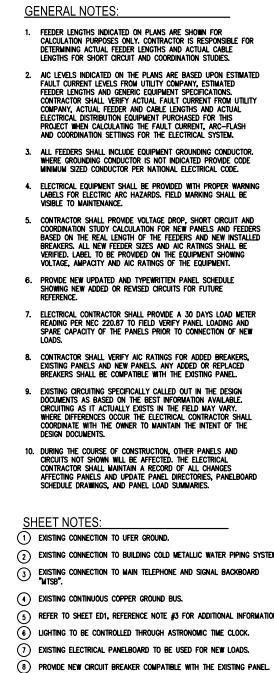 GENERAL NOTES:
1. FEEDER LENGTHS INDICATED ON PLANS ARE SHOWN FOR
CALCULATION PURPOSES ONLY. CONTRACTOR IS RESPONSIBLE FOR
DETERMINING ACTUAL FEEDER LENGTHS AND ACTUAL CABLE
LENGTHS FOR SHORT CIRCUIT AND COORDINATION STUDIES.
2. AIC LEVELS INDICATED ON THE PLANS ARE BASED UPON ESTIMATED
FAULT CURRENT LEVELS FROM UTILITY COMPANY, ESTIMATED
FEEDER LENGTHS AND GENERIC EQUIPMENT SPECIFICATIONS.
CONTRACTOR SHALL VERIFY ACTUAL FAULT CURRENT FROM UTILITY
COMPANY, ACTUAL FEEDER AND CABLE LENGTHS AND ACTUAL
ELECTRICAL DISTRIBUTION EQUIPMENT PURCHASED FOR THIS
PROJECT WHEN CALCULATING THE FAULT CURRENT, ARC-FLASH
AND COORDINATION SETTINGS FOR THE ELECTRICAL SYSTEM.
3. ALL FEEDERS SHALL INCLUDE EQUIPMENT GROUNDING CONDUCTOR.
WHERE GROUNDING CONDUCTOR IS NOT INDICATED PROVIDE CODE
MINIMUM SIZED CONDUCTOR PER NATIONAL ELECTRICAL CODE.
4. ELECTRICAL EQUIPMENT SHALL BE PROVIDED WITH PROPER WARNING
LABELS FOR ELECTRIC ARC HAZARDS. FIELD MARKING SHALL BE
VISIBLE TO MAINTENANCE.
5. CONTRACTOR SHALL PROVIDE VOLTAGE DROP, SHORT CIRCUIT AND
COORDINATION STUDY CALCULATION FOR NEW PANELS AND FEEDERS
BASED ON THE REAL LENGTH OF THE FEEDERS AND NEW INSTALLED
BREAKERS. ALL NEW FEEDER SIZES AND AIC RATINGS SHALL BE
VERIFIED. LABEL TO BE PROVIDED ON THE EQUIPMENT SHOWING
VOLTAGE, AMPACITY AND AIC RATINGS OF THE EQUIPMENT.
6. PROVIDE NEW UPDATED AND TYPEWRITTEN PANEL SCHEDULE
SHOWING NEW ADDED OR REVISED CIRCUITS FOR FUTURE
REFERENCE.
7. ELECTRICAL CONTRACTOR SHALL PROVIDE A 30 DAYS LOAD METER
READING PER NEC 220.87 TO FIELD VERIFY PANEL LOADING AND
SPARE CAPACITY OF THE PANELS PRIOR TO CONNECTION OF NEW
LOADS.
8. CONTRACTOR SHALL VERIFY AIC RATINGS FOR ADDED BREAKERS,
EXISTING PANELS AND NEW PANELS. ANY ADDED OR REPLACED
BREAKERS SHALL BE COMPATIBLE WITH THE EXISTING PANEL.
9. EXISTING CIRCUITING SPECIFICALLY CALLED OUT IN THE DESIGN
DOCUMENTS AS BASED ON THE BEST INFORMATION AVAILABLE.
CIRCUITING AS IT ACTUALLY EXISTS IN THE FIELD MAY VARY.
WHERE DIFFERENCES OCCUR THE ELECTRICAL CONTRACTOR SHALL
COORDINATE WITH THE OWNER TO MAINTAIN THE INTENT OF THE
DESIGN DOCUMENTS.
10. DURING THE COURSE OF CONSTRUCTION, OTHER PANELS AND
CIRCUITS NOT SHOWN WILL BE AFFECTED. THE ELECTRICAL
CONTRACTOR SHALL MAINTAIN A RECORD OF ALL CHANGES
AFFECTING PANELS AND UPDATE PANEL DIRECTORIES, PANELBOARD
SCHEDULE DRAWINGS, AND PANEL LOAD SUMMARIES.
SHEET NOTES:
1 EXISTING CONNECTION TO UFER GROUND.
2 EXISTING CONNECTION TO BUILDING COLD METALLIC WATER PIPING SYSTEM
3 EXISTING CONNECTION TO MAIN TELEPHONE AND SIGNAL BACKBOARD
"MTSB".
4 EXISTING CONTINUOUS COPPER GROUND BUS.
5 REFER TO SHEET ED1, REFERENCE NOTE #3 FOR ADDITIONAL INFORMATIO
6 LIGHTING TO BE CONTROLLED THROUGH ASTRONOMIC TIME CLOCK.
7 EXISTING ELECTRICAL PANELBOARD TO BE USED FOR NEW LOADS.
8 PROVIDE NEW CIRCUIT BREAKER COMPATIBLE WITH THE EXISTING PANEL.